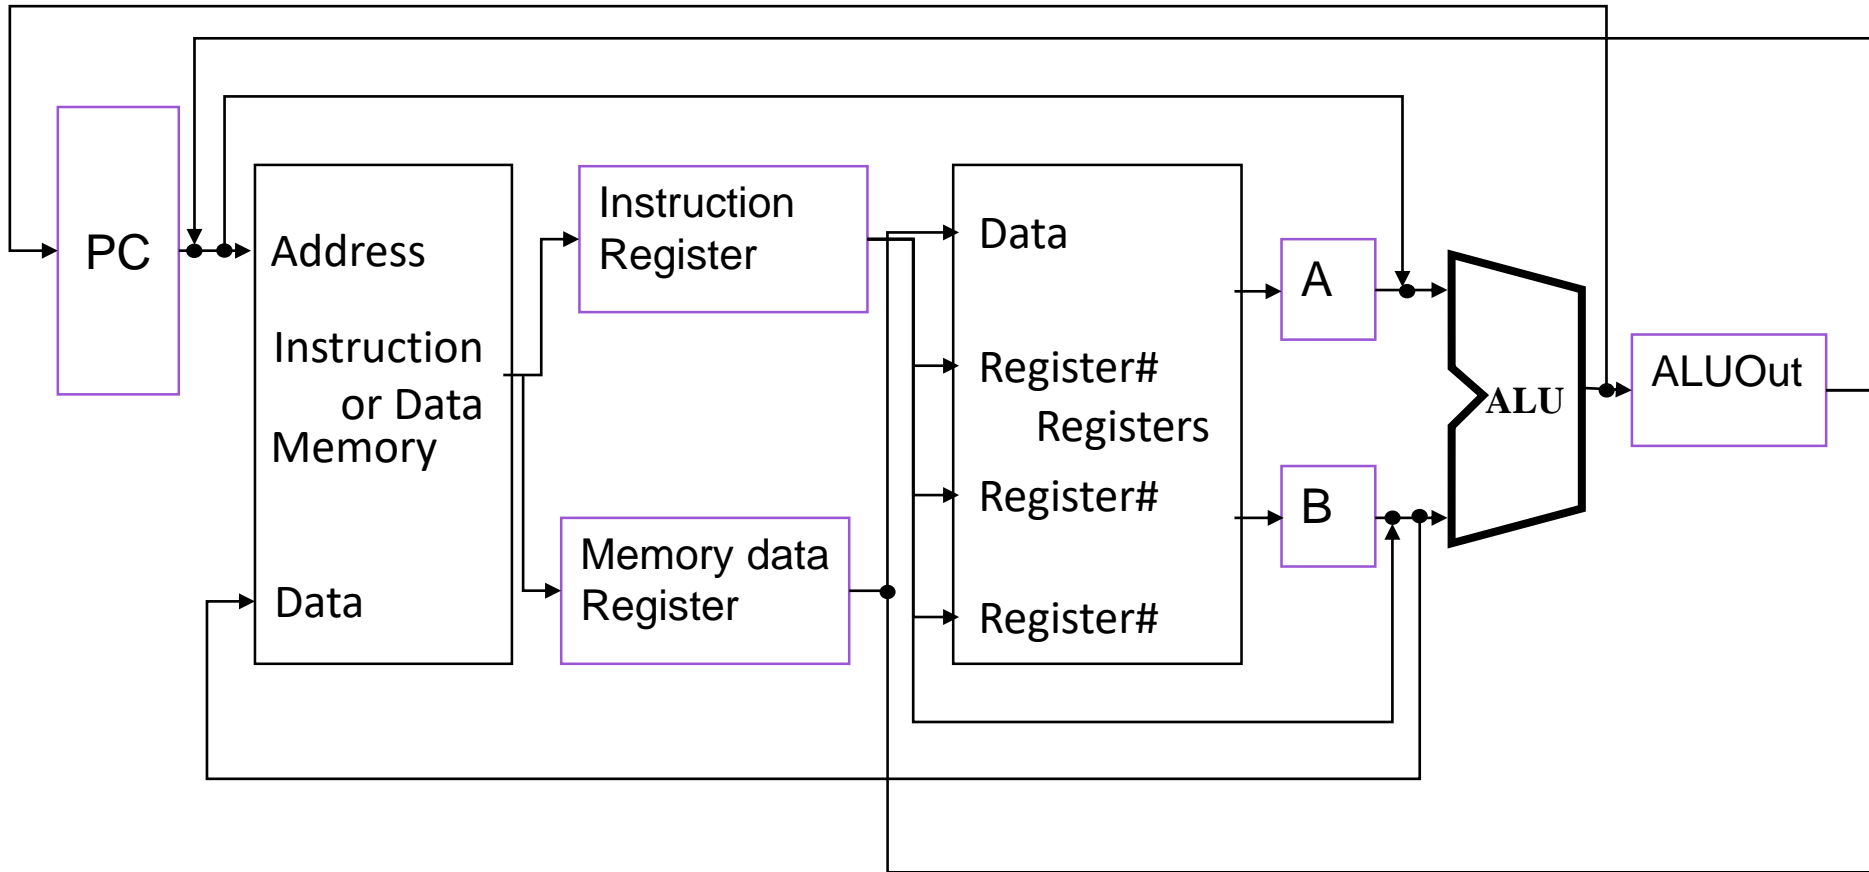 PC
Address
Instruction
or Data
Memory
Data
Instruction
Register
Memory data
Register
Data
Register#
Registers
Register#
Register#
A
B
ALU
ALUOut